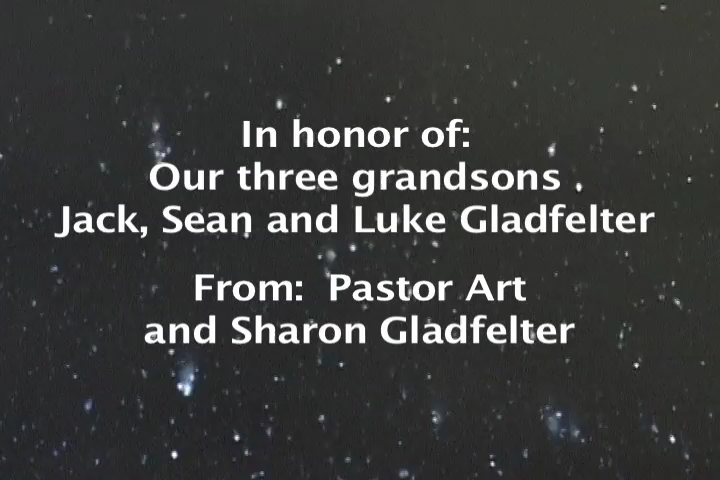 In honor of:
Our three grandsons
Jack, Sean and Luke Gladfelter
From: Pastor Art
and Sharon Gladfelter